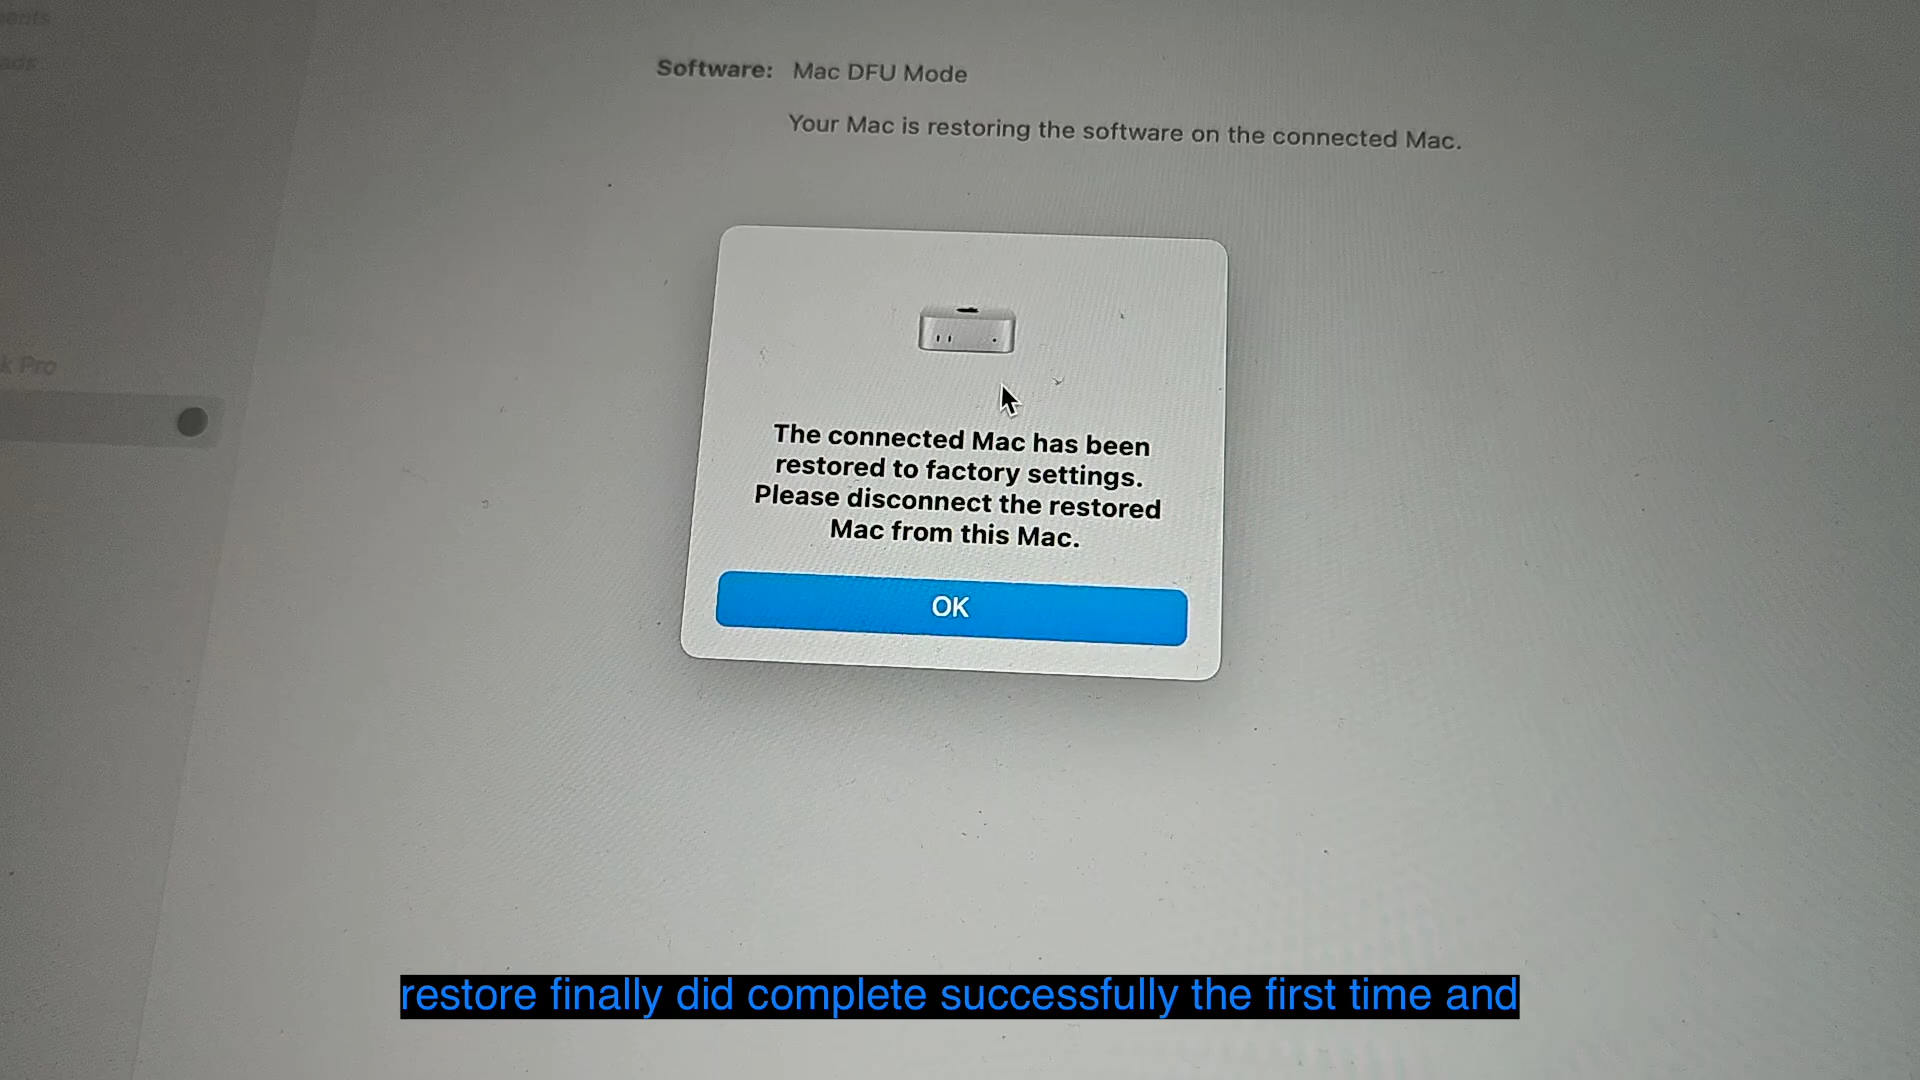 Software: Mac DFU Mode
Your Mac is restoring the software on the connected Mac.
k Pro
The connected Mac has been
restored to factory settings.
Please disconnect the restored
Mac from this Mac.
OK
restore finally did complete successfully the first time and